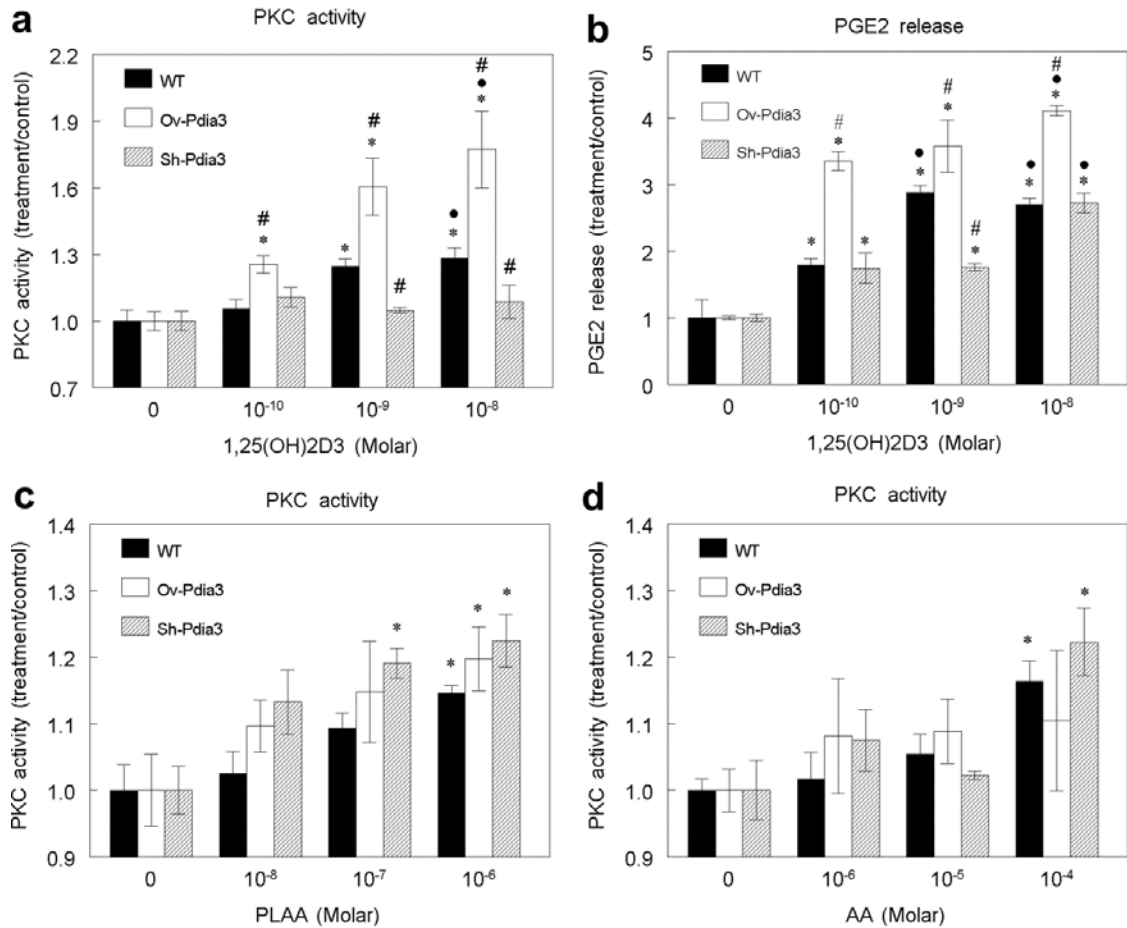 a
PKC activity
PKC activity (treatment/control)
2.2
1.9
1.6
1.3
1.0
0.7
WT
Ov-Pdia3
Sh-Pdia3
#
*
*
#
*
#
●
*
#
●
*
#
0
10⁻¹⁰
10⁻⁹
10⁻⁸
1,25(OH)2D3 (Molar)
b
PGE2 release
PGE2 release (treatment/control)
5
4
3
2
1
0
WT
Ov-Pdia3
Sh-Pdia3
*
#
*
*
●
*
#
*
#
*
●
*
#
●
*
●
*
0
10⁻¹⁰
10⁻⁹
10⁻⁸
1,25(OH)2D3 (Molar)
c
PKC activity
PKC activity (treatment/control)
1.4
1.3
1.2
1.1
1.0
0.9
WT
Ov-Pdia3
Sh-Pdia3
*
*
*
*
0
10⁻⁸
10⁻⁷
10⁻⁶
PLAA (Molar)
d
PKC activity
PKC activity (treatment/control)
1.4
1.3
1.2
1.1
1.0
0.9
WT
Ov-Pdia3
Sh-Pdia3
*
*
0
10⁻⁶
10⁻⁵
10⁻⁴
AA (Molar)